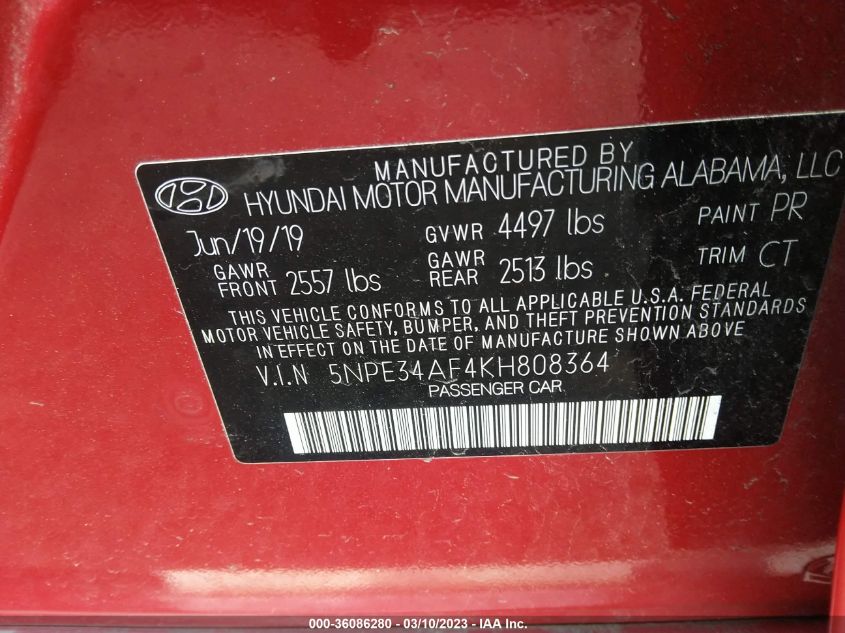 MANUFACTURED BY
HYUNDAI MOTOR MANUFACTURING ALABAMA, LLC
Jun/19/19 GVWR 4497 lbs PAINT PR
GAWR FRONT 2557 lbs GAWR REAR 2513 lbs TRIM CT
THIS VEHICLE CONFORMS TO ALL APPLICABLE U.S.A. FEDERAL
MOTOR VEHICLE SAFETY, BUMPER, AND THEFT PREVENTION STANDARDS
IN EFFECT ON THE DATE OF MANUFACTURE SHOWN ABOVE
V.I.N 5NPE34AF4KH808364
PASSENGER CAR
000-36086280 - 03/10/2023 - © IAA Inc.